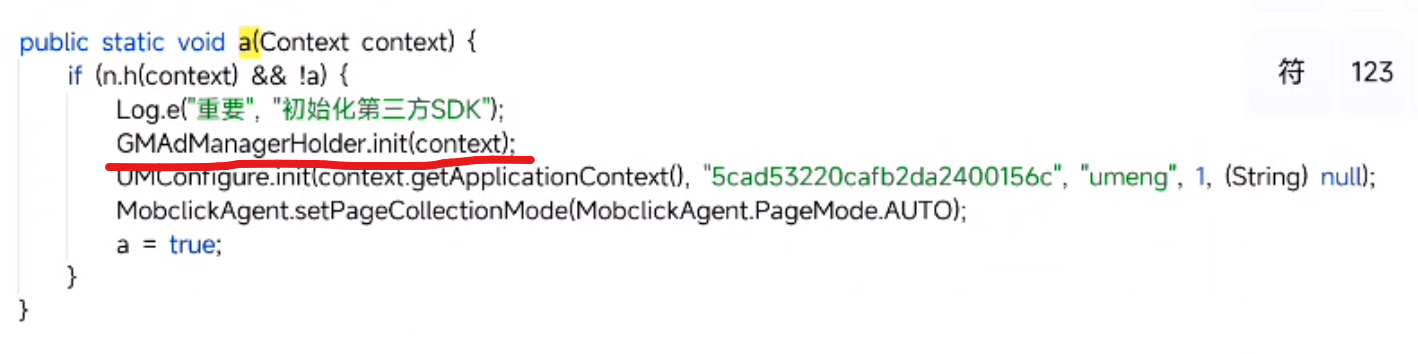 public static void a(Context context) {
if (n.h(context) && !a) {
Log.e("重要", "初始化第三方SDK");
GMAdManagerHolder.init(context);
UMConfigure.init(context.getApplicationContext(), "5cad53220cafb2da2400156c", "umeng", 1, (String) null);
MobclickAgent.setPageCollectionMode(MobclickAgent.PageMode.AUTO);
a = true;
}
}
符 123